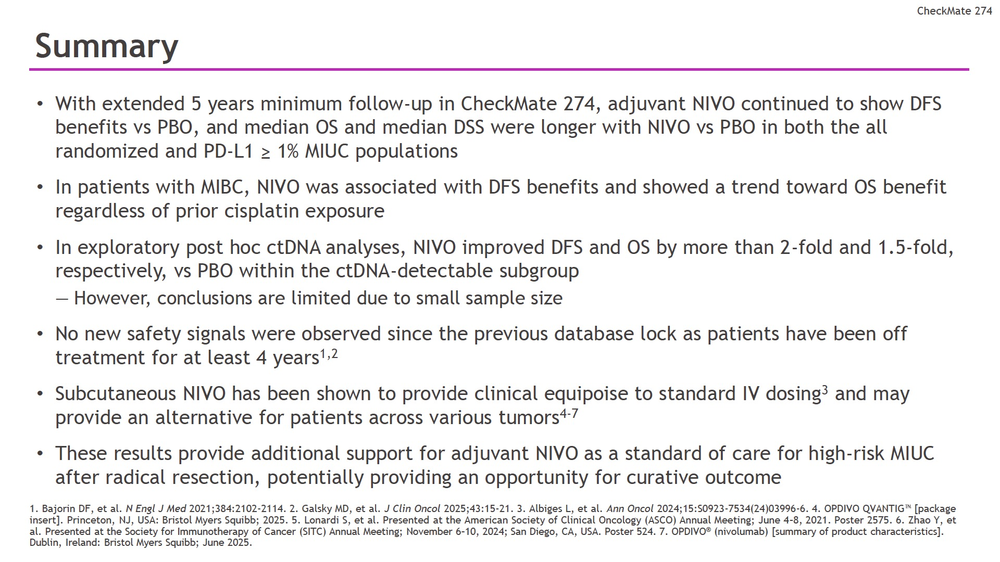 CheckMate 274
Summary
• With extended 5 years minimum follow-up in CheckMate 274, adjuvant NIVO continued to show DFS
benefits vs PBO, and median OS and median DSS were longer with NIVO vs PBO in both the all
randomized and PD-L1 ≥ 1% MIUC populations
• In patients with MIBC, NIVO was associated with DFS benefits and showed a trend toward OS benefit
regardless of prior cisplatin exposure
• In exploratory post hoc ctDNA analyses, NIVO improved DFS and OS by more than 2-fold and 1.5-fold,
respectively, vs PBO within the ctDNA-detectable subgroup
— However, conclusions are limited due to small sample size
• No new safety signals were observed since the previous database lock as patients have been off
treatment for at least 4 years1,2
• Subcutaneous NIVO has been shown to provide clinical equipoise to standard IV dosing3 and may
provide an alternative for patients across various tumors4-7
• These results provide additional support for adjuvant NIVO as a standard of care for high-risk MIUC
after radical resection, potentially providing an opportunity for curative outcome
1. Bajorin DF, et al. N Engl J Med 2021;384:2102-2114. 2. Galsky MD, et al. J Clin Oncol 2025;43:15-21. 3. Albiges L, et al. Ann Oncol 2024;15:S0923-7534(24)03996-6. 4. OPDIVO QVANTIG™ [package
insert]. Princeton, NJ, USA: Bristol Myers Squibb; 2025. 5. Lonardi S, et al. Presented at the American Society of Clinical Oncology (ASCO) Annual Meeting; June 4–8, 2021. Poster 2575. 6. Zhao Y, et
al. Presented at the Society for Immunotherapy of Cancer (SITC) Annual Meeting; November 6–10, 2024; San Diego, CA, USA. Poster 524. 7. OPDIVO® (nivolumab) [summary of product characteristics].
Dublin, Ireland: Bristol Myers Squibb; June 2025.